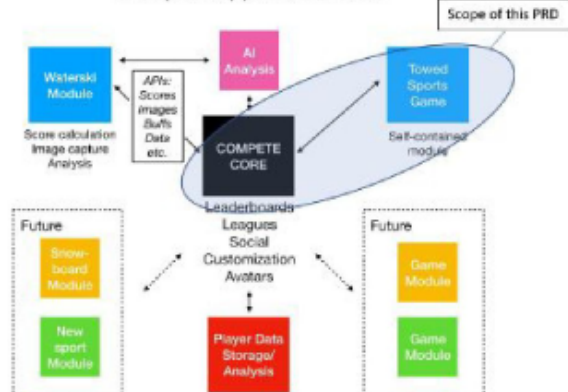 Scope of this PRD
AI
Analysis
Waterski
Module
APIs:
Scores
Images
Buffs
Data
etc.
Towed
Sports
Game
Score calculation
Image capture
Analysis
COMPETE
CORE
Self-contained
module
Leaderboards
Leagues
Social
Customization
Avatars
Future
Snow-
board
Module
New
sport
Module
Player Data
Storage/
Analysis
Future
Game
Module
Game
Module